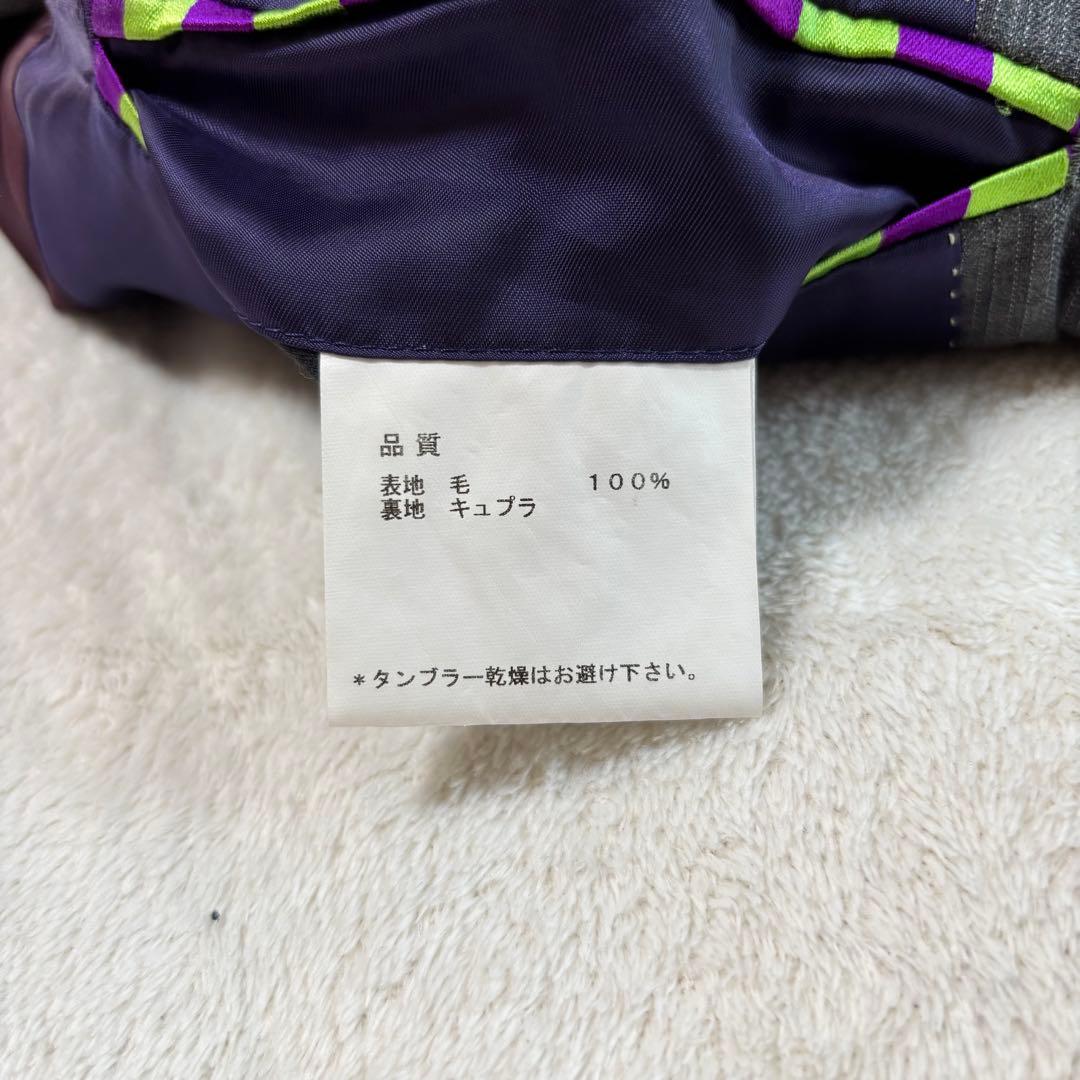 品質
表地 毛 100%
裏地 キュプラ
*タンブラー乾燥はお避け下さい。